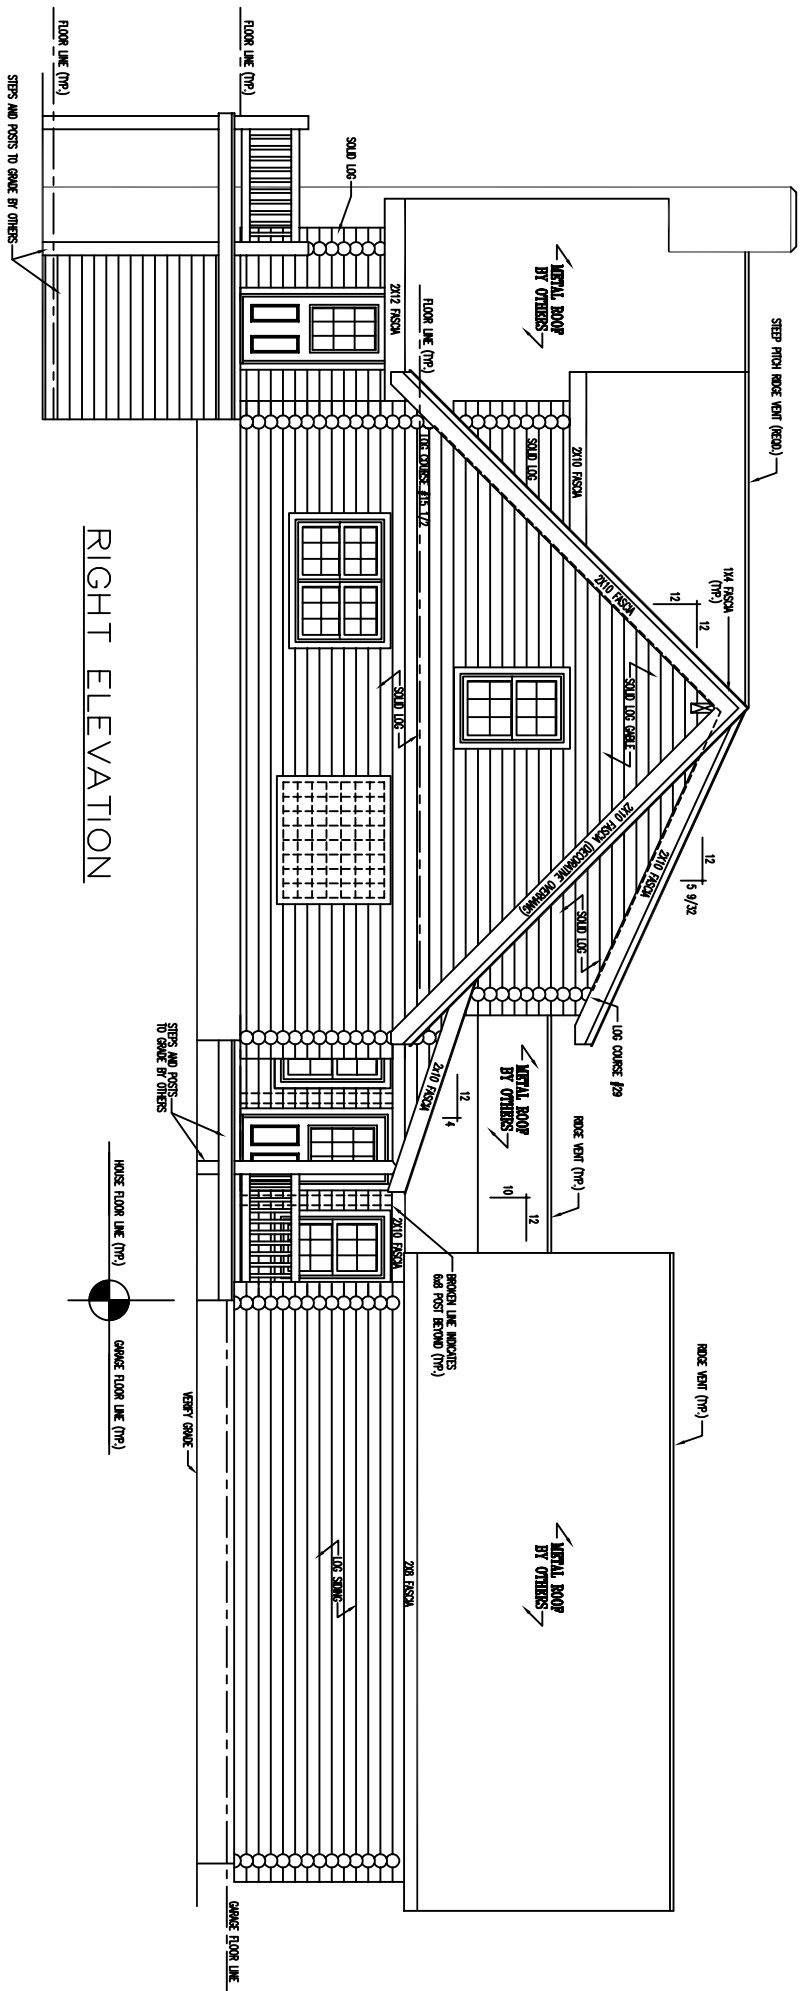 FLOOR LINE (TYP.)
FLOOR LINE (TYP.)
STEPS AND POSTS TO GRADE BY OTHERS
SOLID LOG
METAL ROOF
BY OTHERS
2X12 FASCIA
FLOOR LINE (TYP.)
STEEP PITCH RIDGE VENT (REQD.)
2X10 FASCIA
SOLID LOG
LOG COURSE #15 1/2
1X4 FASCIA
(TYP.)
12
12
2X10 FASCIA
SOLID LOG
SOLID LOG GABLE
2X10 FASCIA (DECORATIVE OVERHANG)
2X10 FASCIA
12
5 9/32
SOLID LOG
LOG COURSE #29
STEPS AND POSTS
TO GRADE BY OTHERS
2x10 FASCIA
12
4
METAL ROOF
BY OTHERS
RIDGE VENT (TYP.)
12
10
2X10 FASCIA
BROKEN LINE INDICATES
6x8 POST BEYOND (TYP.)
RIDGE VENT (TYP.)
METAL ROOF
BY OTHERS
2X8 FASCIA
LOG SIDING
VERIFY GRADE
GARAGE FLOOR LINE
HOUSE FLOOR LINE (TYP.)
GARAGE FLOOR LINE (TYP.)
RIGHT ELEVATION